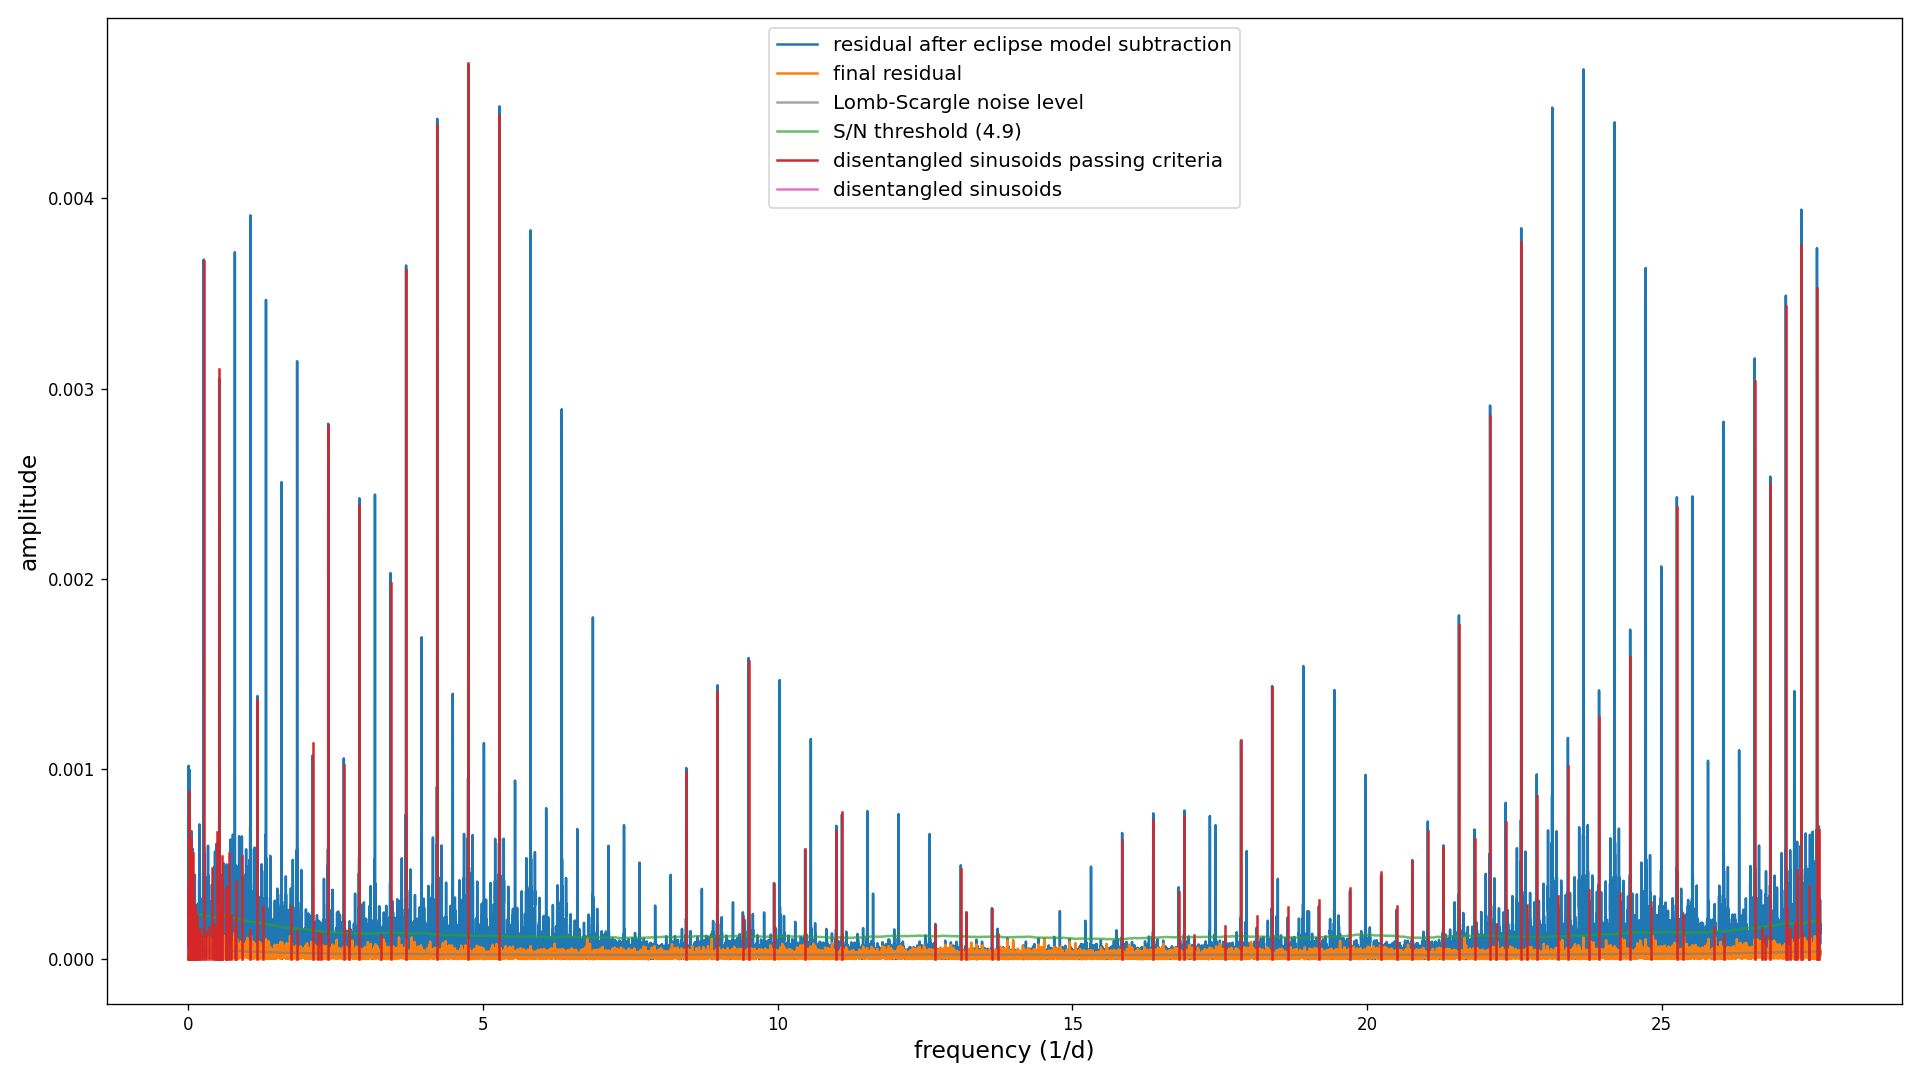 residual after eclipse model subtraction
final residual
Lomb-Scargle noise level
S/N threshold (4.9)
disentangled sinusoids passing criteria
disentangled sinusoids
amplitude
0.004
0.003
0.002
0.001
0.000
0 5 10 15 20 25
frequency (1/d)